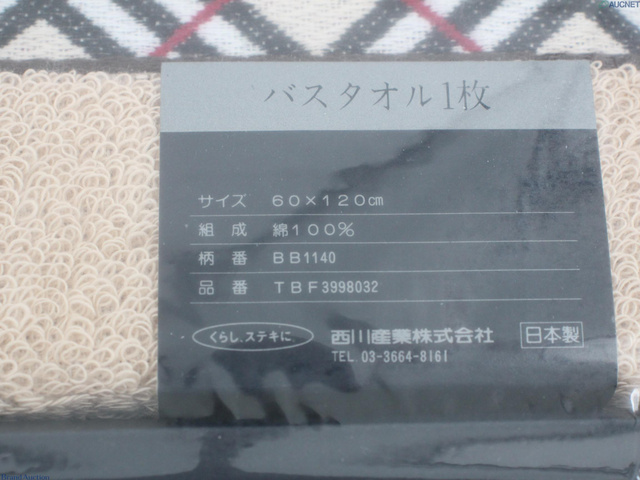 AUCNET
バスタオル1枚
サイズ 60×120cm
組成 綿100%
柄番 BB1140
品番 TBF3998032
くらし、ステキに。 西川産業株式会社 日本製
TEL 03-3664-8161
BrandAuction